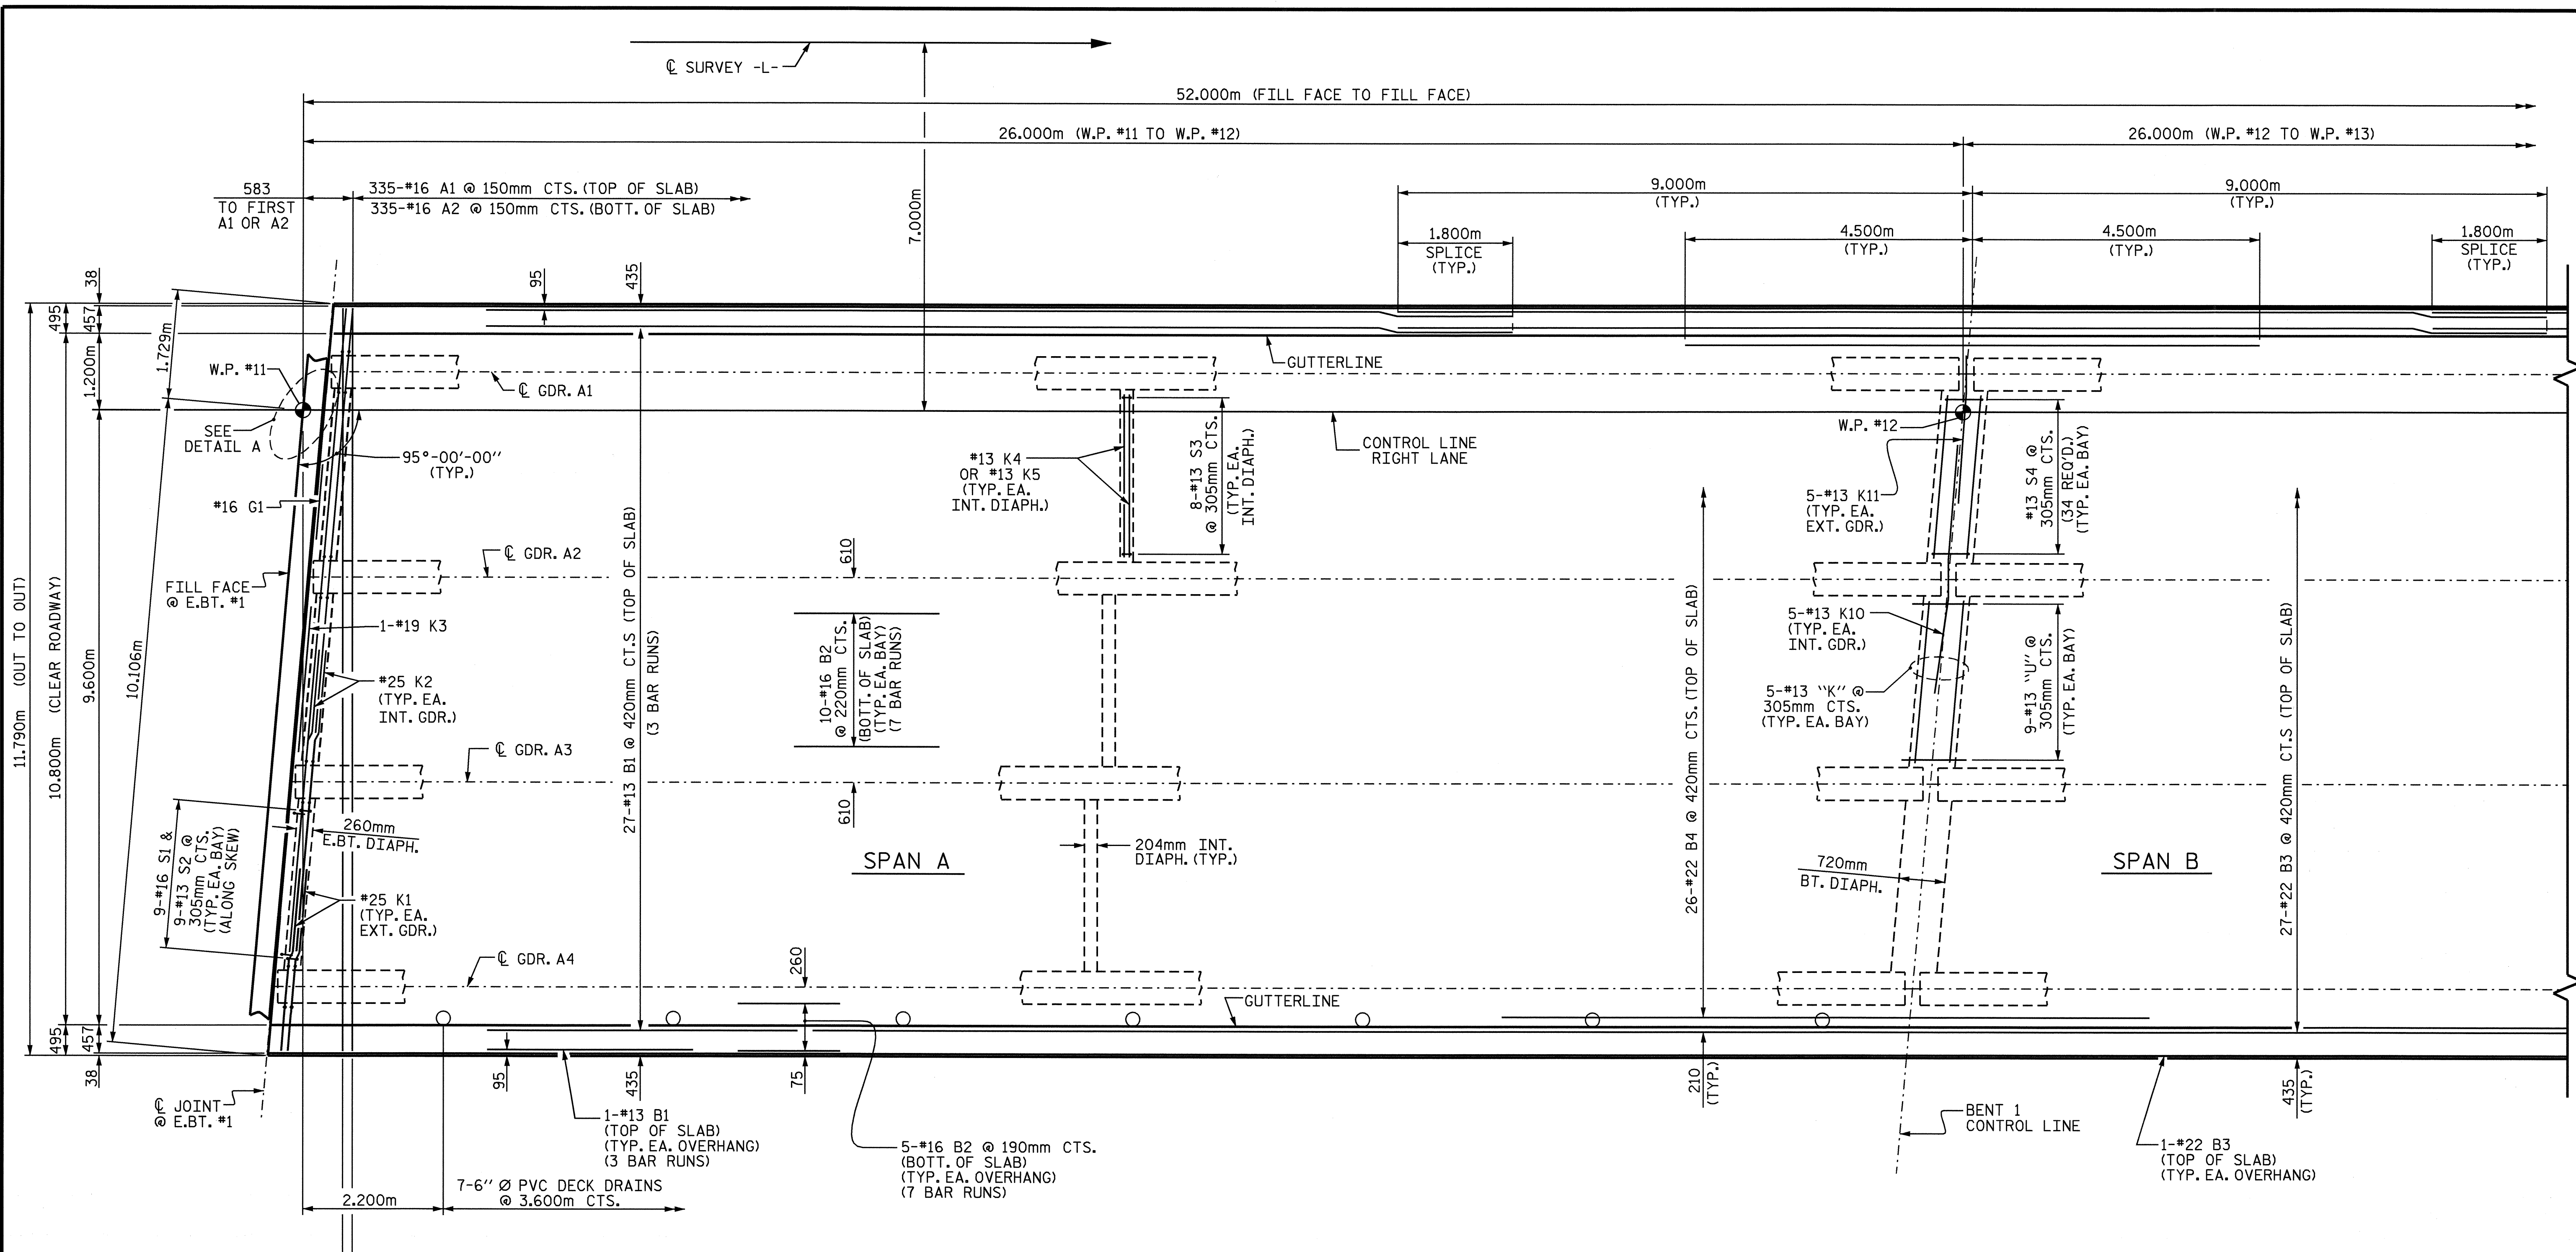 ℄ SURVEY -L-
52.000m (FILL FACE TO FILL FACE)
26.000m (W.P. #11 TO W.P. #12)
26.000m (W.P. #12 TO W.P. #13)
583
TO FIRST
A1 OR A2
335-#16 A1 @ 150mm CTS. (TOP OF SLAB)
335-#16 A2 @ 150mm CTS. (BOTT. OF SLAB)
7.000m
9.000m
(TYP.)
9.000m
(TYP.)
1.800m
SPLICE
(TYP.)
4.500m
(TYP.)
4.500m
(TYP.)
1.800m
SPLICE
(TYP.)
38
457
495
1.200m
1.729m
95
435
GUTTERLINE
W.P. #11
℄ GDR. A1
SEE
DETAIL A
95°-00'-00"
(TYP.)
#16 G1
CONTROL LINE
RIGHT LANE
W.P. #12
#13 K4
OR #13 K5
(TYP. EA.
INT. DIAPH.)
8-#13 S3
@ 305mm CTS.
(TYP. EA.
INT. DIAPH.)
5-#13 K11
(TYP. EA.
EXT. GDR.)
#13 S4 @
305mm CTS.
(34 REQ'D.)
(TYP. EA. BAY)
11.790m (OUT TO OUT)
10.800m (CLEAR ROADWAY)
9.600m
10.106m
FILL FACE
@ E.BT. #1
℄ GDR. A2
610
1-#19 K3
#25 K2
(TYP. EA.
INT. GDR.)
27-#13 B1 @ 420mm CT.S (TOP OF SLAB)
(3 BAR RUNS)
10-#16 B2
@ 220mm CTS.
(BOTT. OF SLAB)
(TYP. EA. BAY)
(7 BAR RUNS)
5-#13 K10
(TYP. EA.
INT. GDR.)
5-#13 "K" @
305mm CTS.
(TYP. EA. BAY)
9-#13 "U" @
305mm CTS.
(TYP. EA. BAY)
26-#22 B4 @ 420mm CTS. (TOP OF SLAB)
27-#22 B3 @ 420mm CT.S (TOP OF SLAB)
℄ GDR. A3
610
9-#16 S1 &
9-#13 S2 @
305mm CTS.
(TYP. EA. BAY)
(ALONG SKEW)
260mm
E.BT. DIAPH.
#25 K1
(TYP. EA.
EXT. GDR.)
SPAN A
204mm INT.
DIAPH. (TYP.)
720mm
BT. DIAPH.
SPAN B
℄ GDR. A4
260
GUTTERLINE
495
457
38
95
435
75
210
(TYP.)
435
(TYP.)
℄ JOINT
@ E.BT. #1
1-#13 B1
(TOP OF SLAB)
(TYP. EA. OVERHANG)
(3 BAR RUNS)
5-#16 B2 @ 190mm CTS.
(BOTT. OF SLAB)
(TYP. EA. OVERHANG)
(7 BAR RUNS)
BENT 1
CONTROL LINE
1-#22 B3
(TOP OF SLAB)
(TYP. EA. OVERHANG)
2.200m
7-6" Ø PVC DECK DRAINS
@ 3.600m CTS.